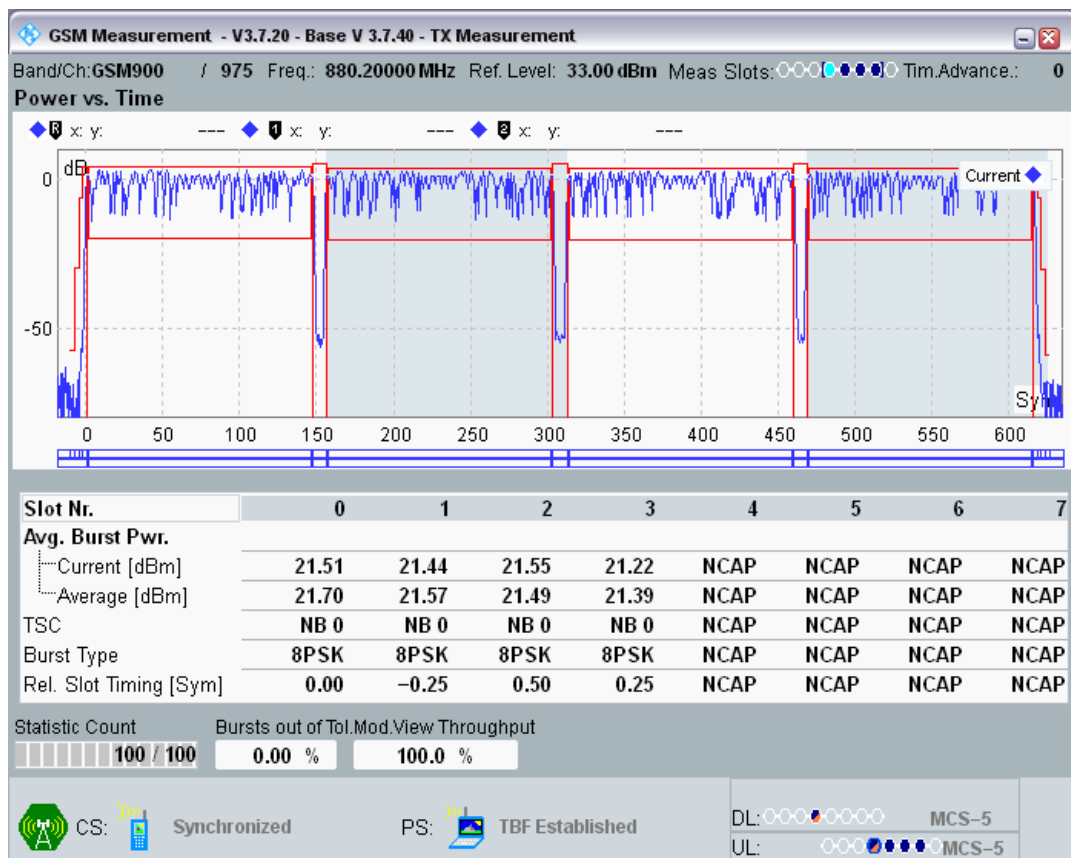 GSM Measurement - V3.7.20 - Base V 3.7.40 - TX Measurement
Band/Ch:GSM900 / 975 Freq.: 880.20000 MHz Ref. Level: 33.00 dBm Meas Slots: Tim.Advance.: 0
Power vs. Time
R x: y: --- 1 x: y: --- 2 x: y: ---
dB
Current
0
-50
0 50 100 150 200 250 300 350 400 450 500 550 600
Slot Nr. 0 1 2 3 4 5 6 7
Avg. Burst Pwr.
Current [dBm] 21.51 21.44 21.55 21.22 NCAP NCAP NCAP NCAP
Average [dBm] 21.70 21.57 21.49 21.39 NCAP NCAP NCAP NCAP
TSC NB 0 NB 0 NB 0 NB 0 NCAP NCAP NCAP NCAP
Burst Type 8PSK 8PSK 8PSK 8PSK NCAP NCAP NCAP NCAP
Rel. Slot Timing [Sym] 0.00 −0.25 0.50 0.25 NCAP NCAP NCAP NCAP
Statistic Count Bursts out of Tol.Mod.View Throughput
100 / 100 0.00 % 100.0 %
CS: Synchronized PS: TBF Established
DL: MCS−5
UL: MCS−5